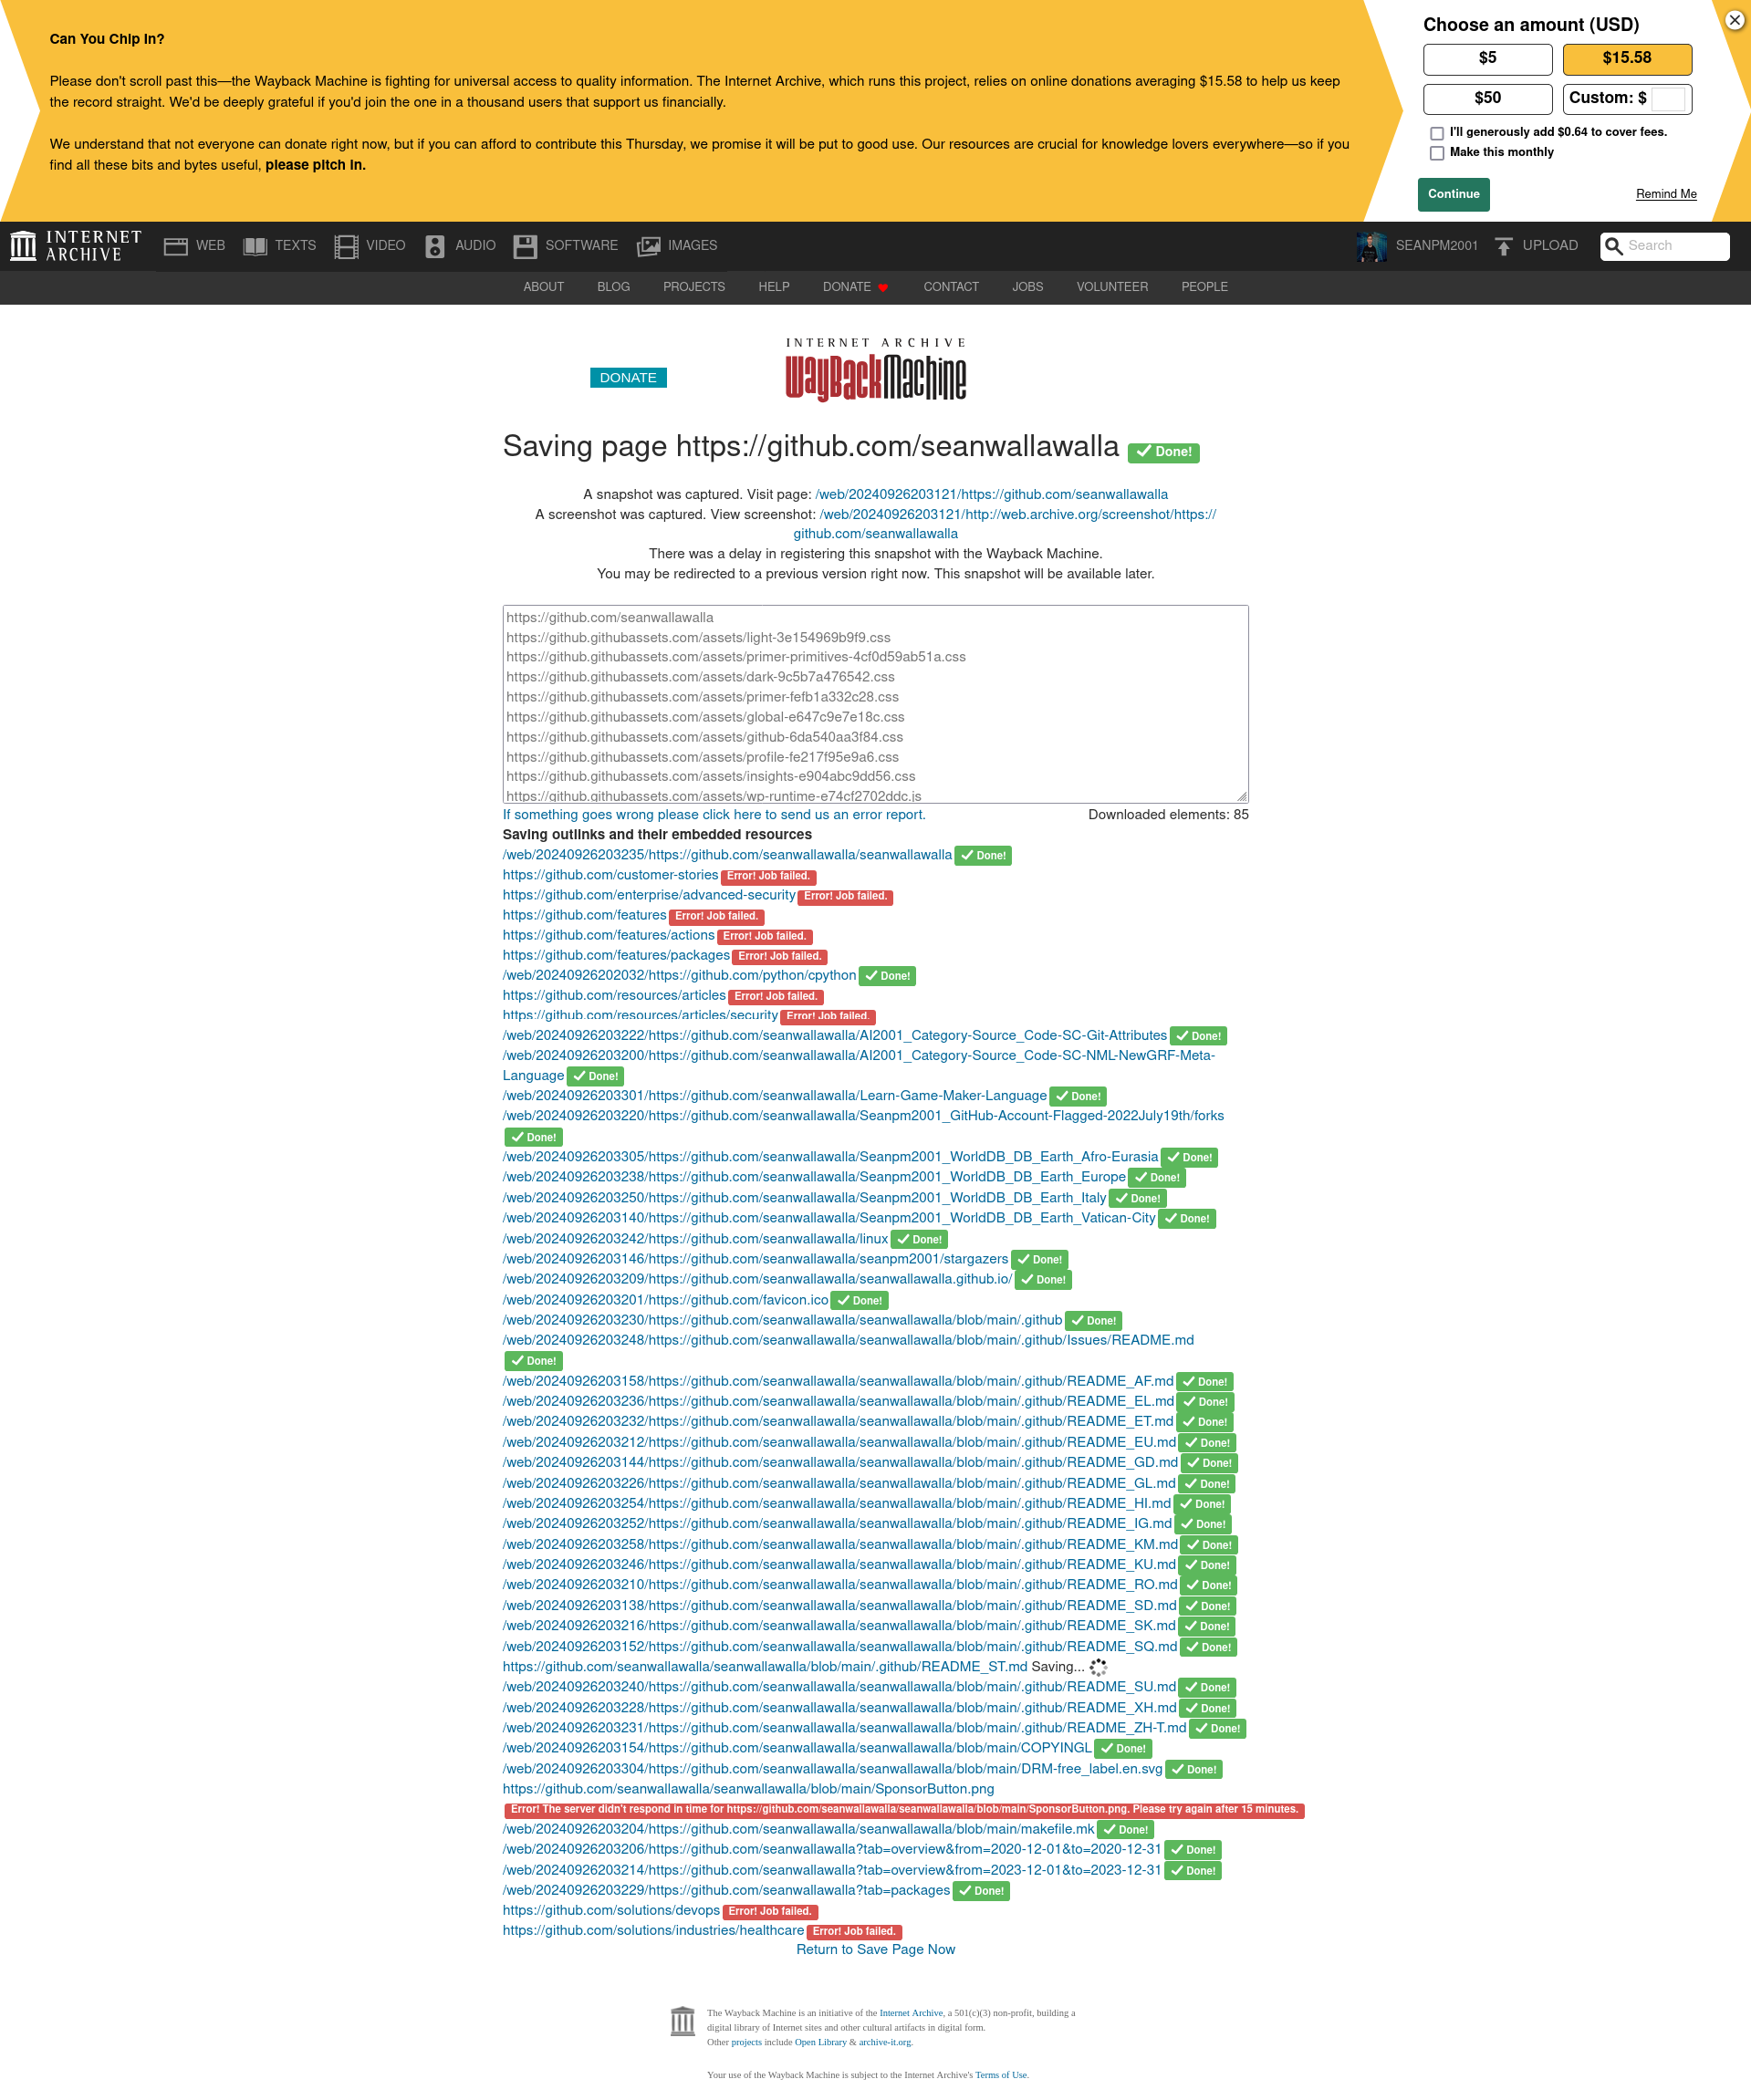 Can You Chip In?
Please don't scroll past this—the Wayback Machine is fighting for universal access to quality information. The Internet Archive, which runs this project, relies on online donations averaging $15.58 to help us keep
the record straight. We'd be deeply grateful if you'd join the one in a thousand users that support us financially.
We understand that not everyone can donate right now, but if you can afford to contribute this Thursday, we promise it will be put to good use. Our resources are crucial for knowledge lovers everywhere—so if you
find all these bits and bytes useful, please pitch in.
Choose an amount (USD)
$5 $15.58
$50 Custom: $
I'll generously add $0.64 to cover fees.
Make this monthly
Continue Remind Me
INTERNET ARCHIVE WEB TEXTS VIDEO AUDIO SOFTWARE IMAGES SEANPM2001 UPLOAD Search
ABOUT BLOG PROJECTS HELP DONATE CONTACT JOBS VOLUNTEER PEOPLE
INTERNET ARCHIVE
DONATE WayBackMachine
Saving page https://github.com/seanwallawalla Done!
A snapshot was captured. Visit page: /web/20240926203121/https://github.com/seanwallawalla
A screenshot was captured. View screenshot: /web/20240926203121/http://web.archive.org/screenshot/https://
github.com/seanwallawalla
There was a delay in registering this snapshot with the Wayback Machine.
You may be redirected to a previous version right now. This snapshot will be available later.
https://github.com/seanwallawalla
https://github.githubassets.com/assets/light-3e154969b9f9.css
https://github.githubassets.com/assets/primer-primitives-4cf0d59ab51a.css
https://github.githubassets.com/assets/dark-9c5b7a476542.css
https://github.githubassets.com/assets/primer-fefb1a332c28.css
https://github.githubassets.com/assets/global-e647c9e7e18c.css
https://github.githubassets.com/assets/github-6da540aa3f84.css
https://github.githubassets.com/assets/profile-fe217f95e9a6.css
https://github.githubassets.com/assets/insights-e904abc9dd56.css
https://github.githubassets.com/assets/wp-runtime-e74cf2702ddc.js
If something goes wrong please click here to send us an error report. Downloaded elements: 85
Saving outlinks and their embedded resources
/web/20240926203235/https://github.com/seanwallawalla/seanwallawalla Done!
https://github.com/customer-stories Error! Job failed.
https://github.com/enterprise/advanced-security Error! Job failed.
https://github.com/features Error! Job failed.
https://github.com/features/actions Error! Job failed.
https://github.com/features/packages Error! Job failed.
/web/20240926202032/https://github.com/python/cpython Done!
https://github.com/resources/articles Error! Job failed.
https://github.com/resources/articles/security Error! Job failed.
/web/20240926203222/https://github.com/seanwallawalla/AI2001_Category-Source_Code-SC-Git-Attributes Done!
/web/20240926203200/https://github.com/seanwallawalla/AI2001_Category-Source_Code-SC-NML-NewGRF-Meta-
Language Done!
/web/20240926203301/https://github.com/seanwallawalla/Learn-Game-Maker-Language Done!
/web/20240926203220/https://github.com/seanwallawalla/Seanpm2001_GitHub-Account-Flagged-2022July19th/forks
Done!
/web/20240926203305/https://github.com/seanwallawalla/Seanpm2001_WorldDB_DB_Earth_Afro-Eurasia Done!
/web/20240926203238/https://github.com/seanwallawalla/Seanpm2001_WorldDB_DB_Earth_Europe Done!
/web/20240926203250/https://github.com/seanwallawalla/Seanpm2001_WorldDB_DB_Earth_Italy Done!
/web/20240926203140/https://github.com/seanwallawalla/Seanpm2001_WorldDB_DB_Earth_Vatican-City Done!
/web/20240926203242/https://github.com/seanwallawalla/linux Done!
/web/20240926203146/https://github.com/seanwallawalla/seanpm2001/stargazers Done!
/web/20240926203209/https://github.com/seanwallawalla/seanwallawalla.github.io/ Done!
/web/20240926203201/https://github.com/favicon.ico Done!
/web/20240926203230/https://github.com/seanwallawalla/seanwallawalla/blob/main/.github Done!
/web/20240926203248/https://github.com/seanwallawalla/seanwallawalla/blob/main/.github/Issues/README.md
Done!
/web/20240926203158/https://github.com/seanwallawalla/seanwallawalla/blob/main/.github/README_AF.md Done!
/web/20240926203236/https://github.com/seanwallawalla/seanwallawalla/blob/main/.github/README_EL.md Done!
/web/20240926203232/https://github.com/seanwallawalla/seanwallawalla/blob/main/.github/README_ET.md Done!
/web/20240926203212/https://github.com/seanwallawalla/seanwallawalla/blob/main/.github/README_EU.md Done!
/web/20240926203144/https://github.com/seanwallawalla/seanwallawalla/blob/main/.github/README_GD.md Done!
/web/20240926203226/https://github.com/seanwallawalla/seanwallawalla/blob/main/.github/README_GL.md Done!
/web/20240926203254/https://github.com/seanwallawalla/seanwallawalla/blob/main/.github/README_HI.md Done!
/web/20240926203252/https://github.com/seanwallawalla/seanwallawalla/blob/main/.github/README_IG.md Done!
/web/20240926203258/https://github.com/seanwallawalla/seanwallawalla/blob/main/.github/README_KM.md Done!
/web/20240926203246/https://github.com/seanwallawalla/seanwallawalla/blob/main/.github/README_KU.md Done!
/web/20240926203210/https://github.com/seanwallawalla/seanwallawalla/blob/main/.github/README_RO.md Done!
/web/20240926203138/https://github.com/seanwallawalla/seanwallawalla/blob/main/.github/README_SD.md Done!
/web/20240926203216/https://github.com/seanwallawalla/seanwallawalla/blob/main/.github/README_SK.md Done!
/web/20240926203152/https://github.com/seanwallawalla/seanwallawalla/blob/main/.github/README_SQ.md Done!
https://github.com/seanwallawalla/seanwallawalla/blob/main/.github/README_ST.md Saving...
/web/20240926203240/https://github.com/seanwallawalla/seanwallawalla/blob/main/.github/README_SU.md Done!
/web/20240926203228/https://github.com/seanwallawalla/seanwallawalla/blob/main/.github/README_XH.md Done!
/web/20240926203231/https://github.com/seanwallawalla/seanwallawalla/blob/main/.github/README_ZH-T.md Done!
/web/20240926203154/https://github.com/seanwallawalla/seanwallawalla/blob/main/COPYINGL Done!
/web/20240926203304/https://github.com/seanwallawalla/seanwallawalla/blob/main/DRM-free_label.en.svg Done!
https://github.com/seanwallawalla/seanwallawalla/blob/main/SponsorButton.png
Error! The server didn't respond in time for https://github.com/seanwallawalla/seanwallawalla/blob/main/SponsorButton.png. Please try again after 15 minutes.
/web/20240926203204/https://github.com/seanwallawalla/seanwallawalla/blob/main/makefile.mk Done!
/web/20240926203206/https://github.com/seanwallawalla?tab=overview&from=2020-12-01&to=2020-12-31 Done!
/web/20240926203214/https://github.com/seanwallawalla?tab=overview&from=2023-12-01&to=2023-12-31 Done!
/web/20240926203229/https://github.com/seanwallawalla?tab=packages Done!
https://github.com/solutions/devops Error! Job failed.
https://github.com/solutions/industries/healthcare Error! Job failed.
Return to Save Page Now
The Wayback Machine is an initiative of the Internet Archive, a 501(c)(3) non-profit, building a
digital library of Internet sites and other cultural artifacts in digital form.
Other projects include Open Library & archive-it.org.
Your use of the Wayback Machine is subject to the Internet Archive's Terms of Use.